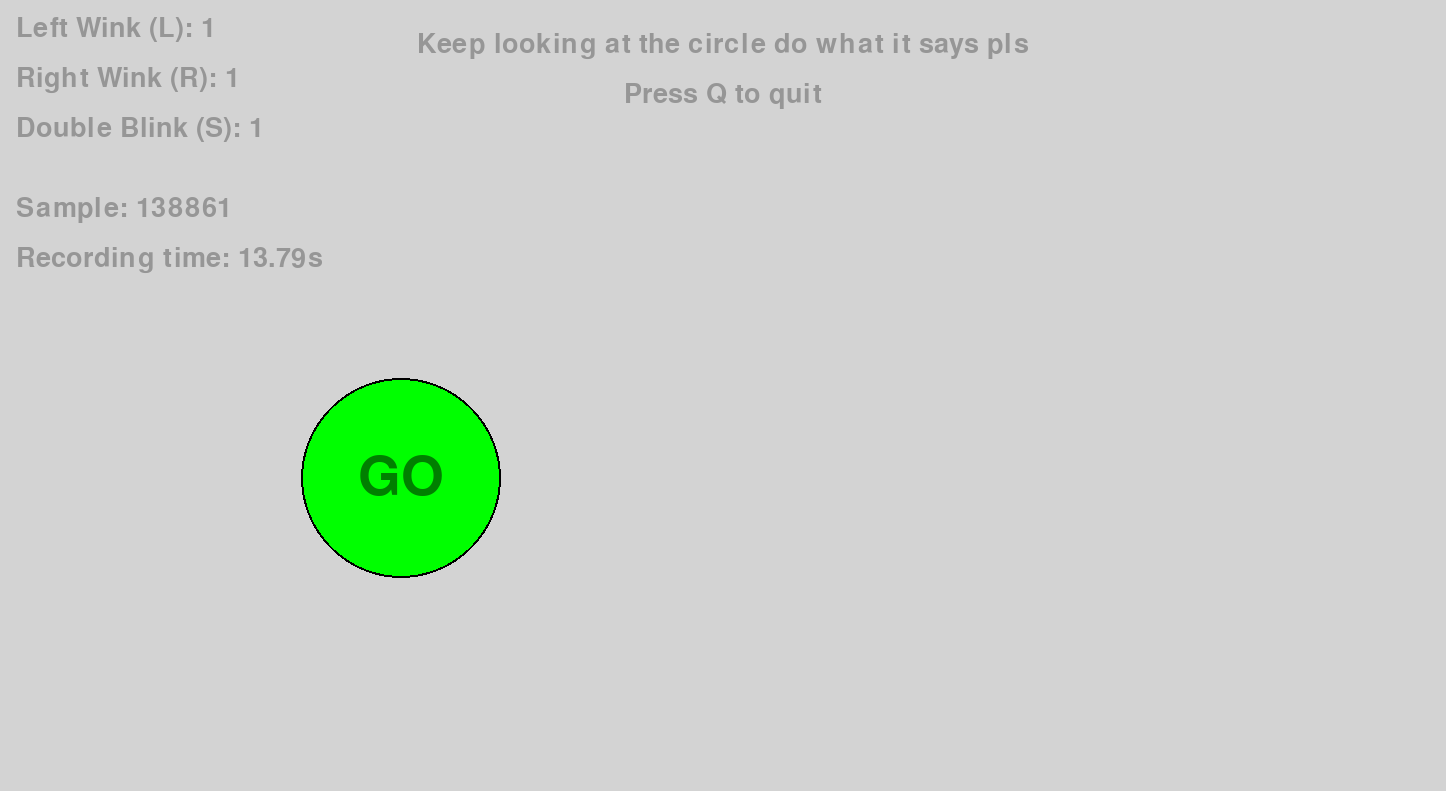 Left Wink (L): 1
Right Wink (R): 1
Double Blink (S): 1
Sample: 138861
Recording time: 13.79s
Keep looking at the circle do what it says pls
Press Q to quit
GO